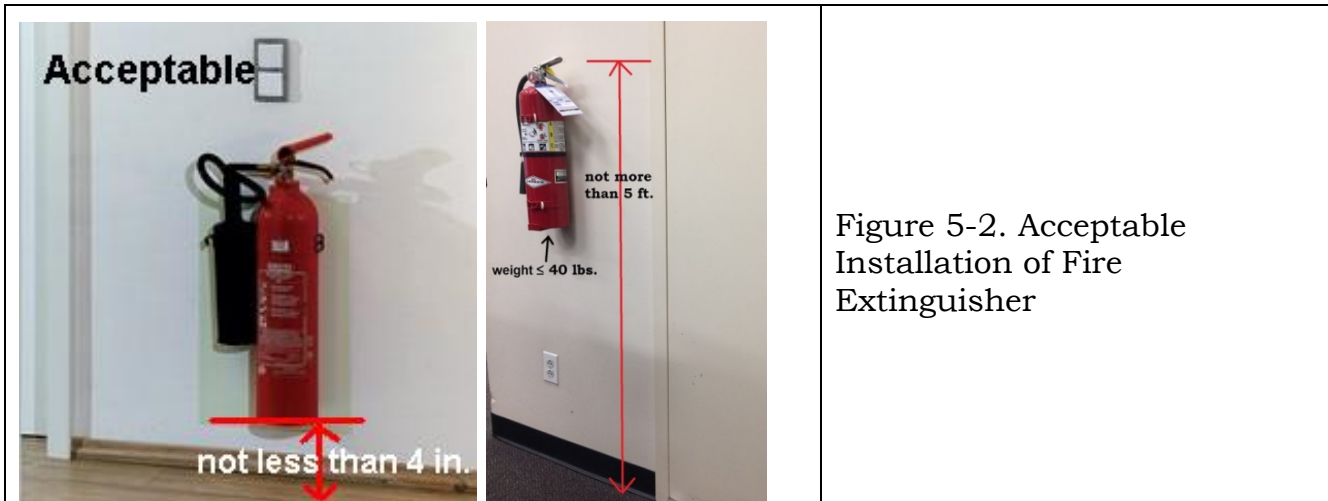 Acceptable
not less than 4 in.
not more
than 5 ft.
weight ≤ 40 lbs.
Figure 5-2. Acceptable
Installation of Fire
Extinguisher